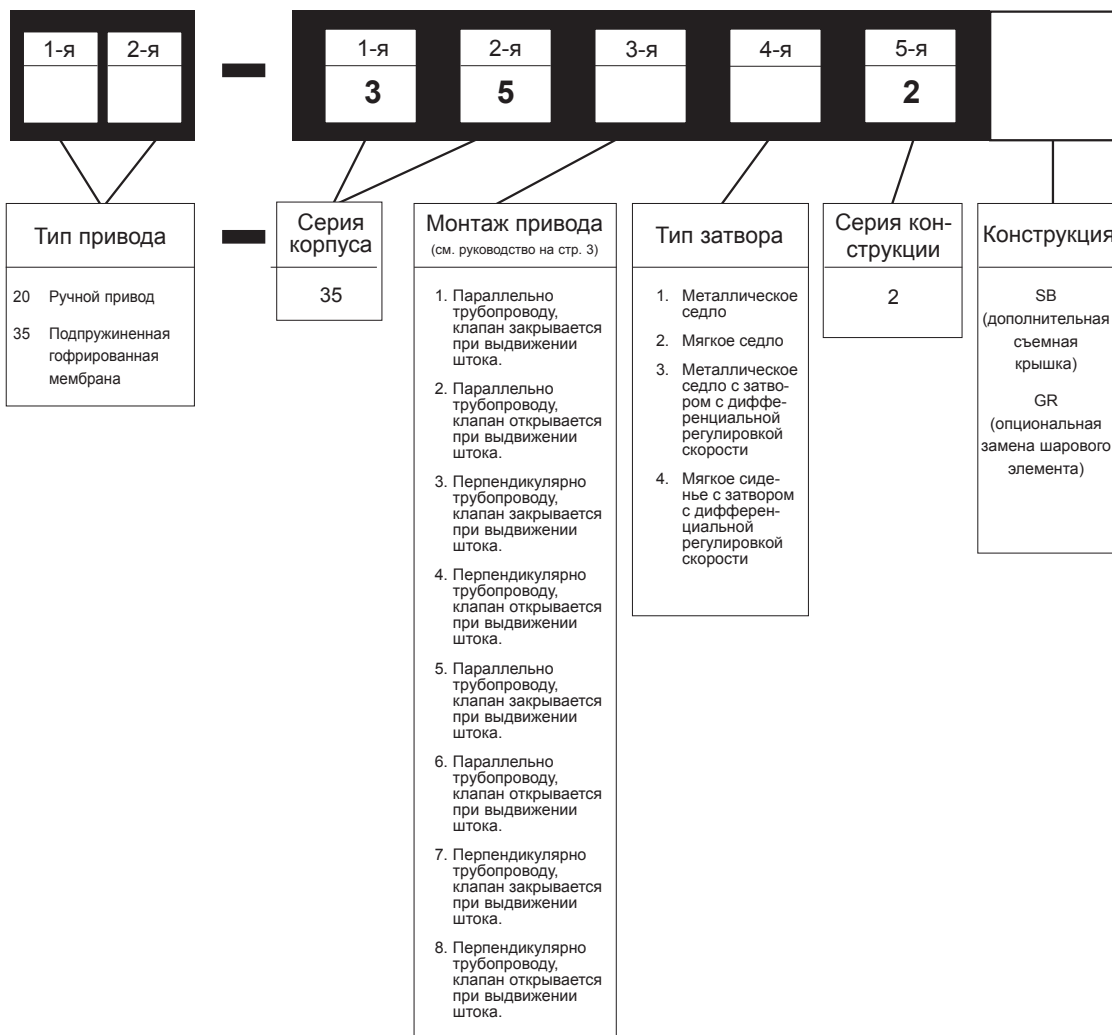 1-я 2-я 1-я 2-я 3-я 4-я 5-я
3 5 2
Тип привода
20 Ручной привод
35 Подпружиненная
гофрированная
мембрана
Серия
корпуса
35
Монтаж привода
(см. руководство на стр. 3)
1. Параллельно
трубопроводу,
клапан закрывается
при выдвижении
штока.
2. Параллельно
трубопроводу,
клапан открывается
при выдвижении
штока.
3. Перпендикулярно
трубопроводу,
клапан закрывается
при выдвижении
штока.
4. Перпендикулярно
трубопроводу,
клапан открывается
при выдвижении
штока.
5. Параллельно
трубопроводу,
клапан закрывается
при выдвижении
штока.
6. Параллельно
трубопроводу,
клапан открывается
при выдвижении
штока.
7. Перпендикулярно
трубопроводу,
клапан закрывается
при выдвижении
штока.
8. Перпендикулярно
трубопроводу,
клапан открывается
при выдвижении
штока.
Тип затвора
1. Металлическое
седло
2. Мягкое седло
3. Металлическое
седло с затво-
ром с диффе-
ренциальной
регулировкой
скорости
4. Мягкое сиде-
нье с затвором
с дифферен-
циальной
регулировкой
скорости
Серия кон-
струкции
2
Конструкция
SB
(дополнительная
съемная
крышка)
GR
(опциональная
замена шарового
элемента)